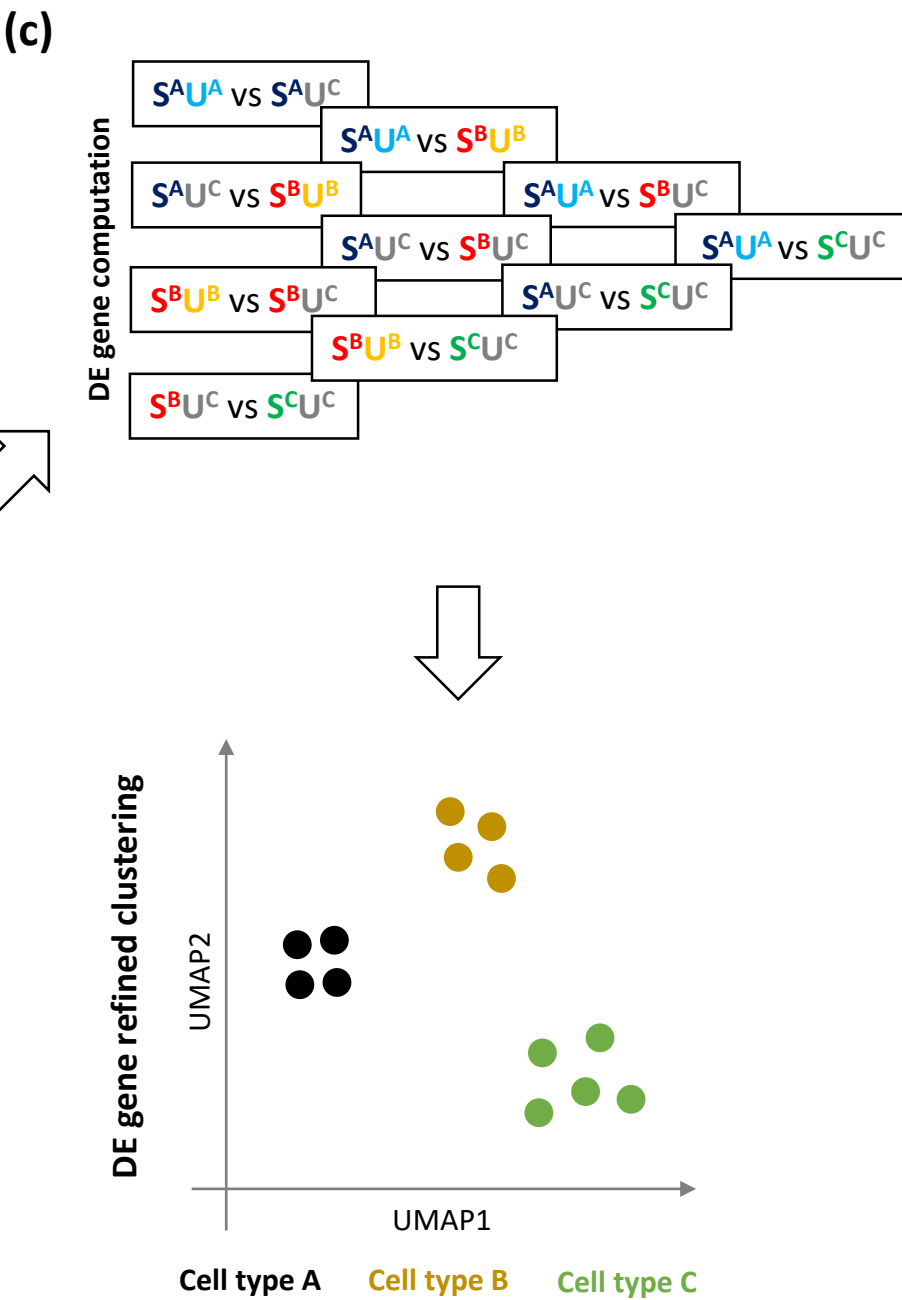 (c)
DE gene computation
SᴬUᴬ vs SᴬUᶜ
SᴬUᴬ vs SᴮUᴮ
SᴬUᶜ vs SᴮUᴮ
SᴬUᴬ vs SᴮUᶜ
SᴬUᶜ vs SᴮUᶜ
SᴬUᴬ vs SᶜUᶜ
SᴮUᴮ vs SᴮUᶜ
SᴬUᶜ vs SᶜUᶜ
SᴮUᴮ vs SᶜUᶜ
SᴮUᶜ vs SᶜUᶜ
DE gene refined clustering
UMAP2
UMAP1
Cell type A Cell type B Cell type C